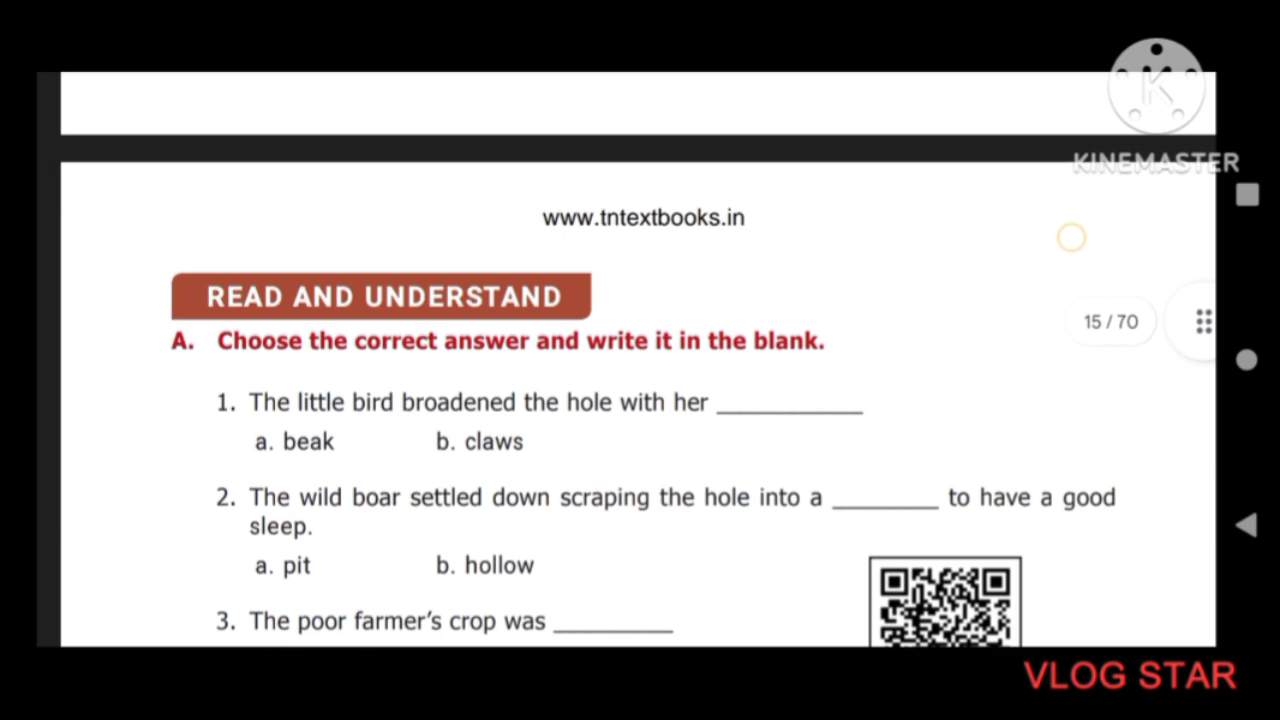 KINEMASTER
www.tntextbooks.in
READ AND UNDERSTAND
15 / 70
A. Choose the correct answer and write it in the blank.
1. The little bird broadened the hole with her ___________
a. beak b. claws
2. The wild boar settled down scraping the hole into a ________ to have a good
sleep.
a. pit b. hollow
3. The poor farmer’s crop was _________
VLOG STAR